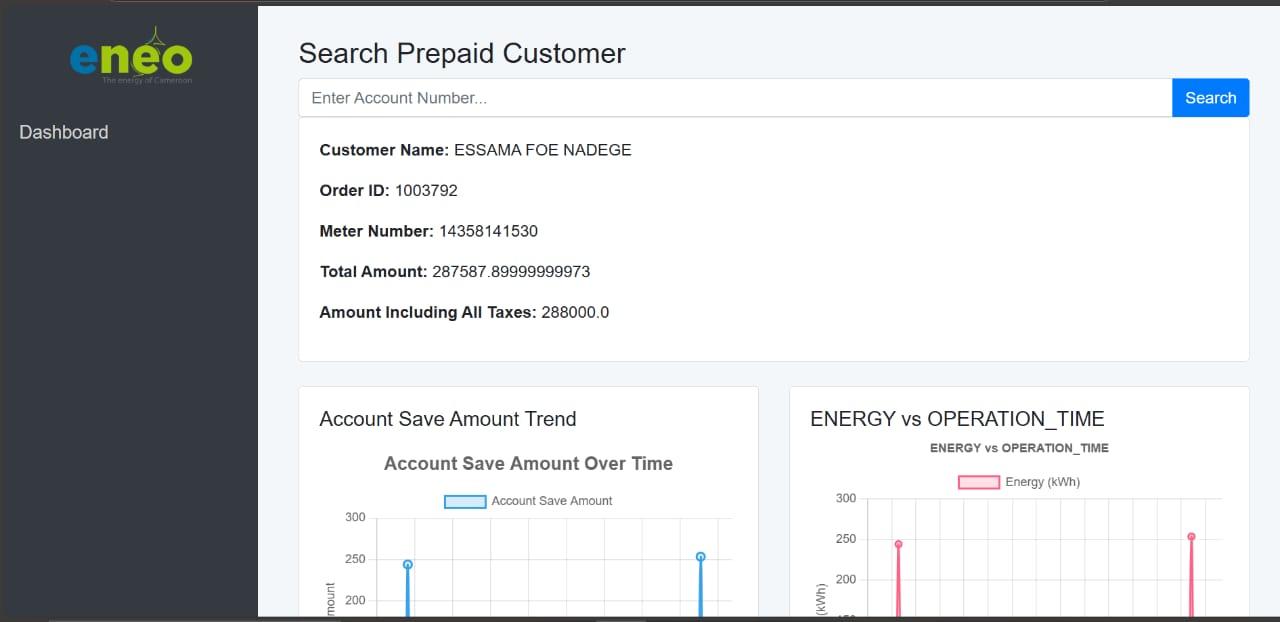 eneo
The energy of Cameroon
Dashboard
Search Prepaid Customer
Enter Account Number...
Search
Customer Name: ESSAMA FOE NADEGE
Order ID: 1003792
Meter Number: 14358141530
Total Amount: 287587.89999999973
Amount Including All Taxes: 288000.0
Account Save Amount Trend
Account Save Amount Over Time
Account Save Amount
300
250
200
mount
ENERGY vs OPERATION_TIME
ENERGY vs OPERATION_TIME
Energy (kWh)
300
250
200
(kWh)